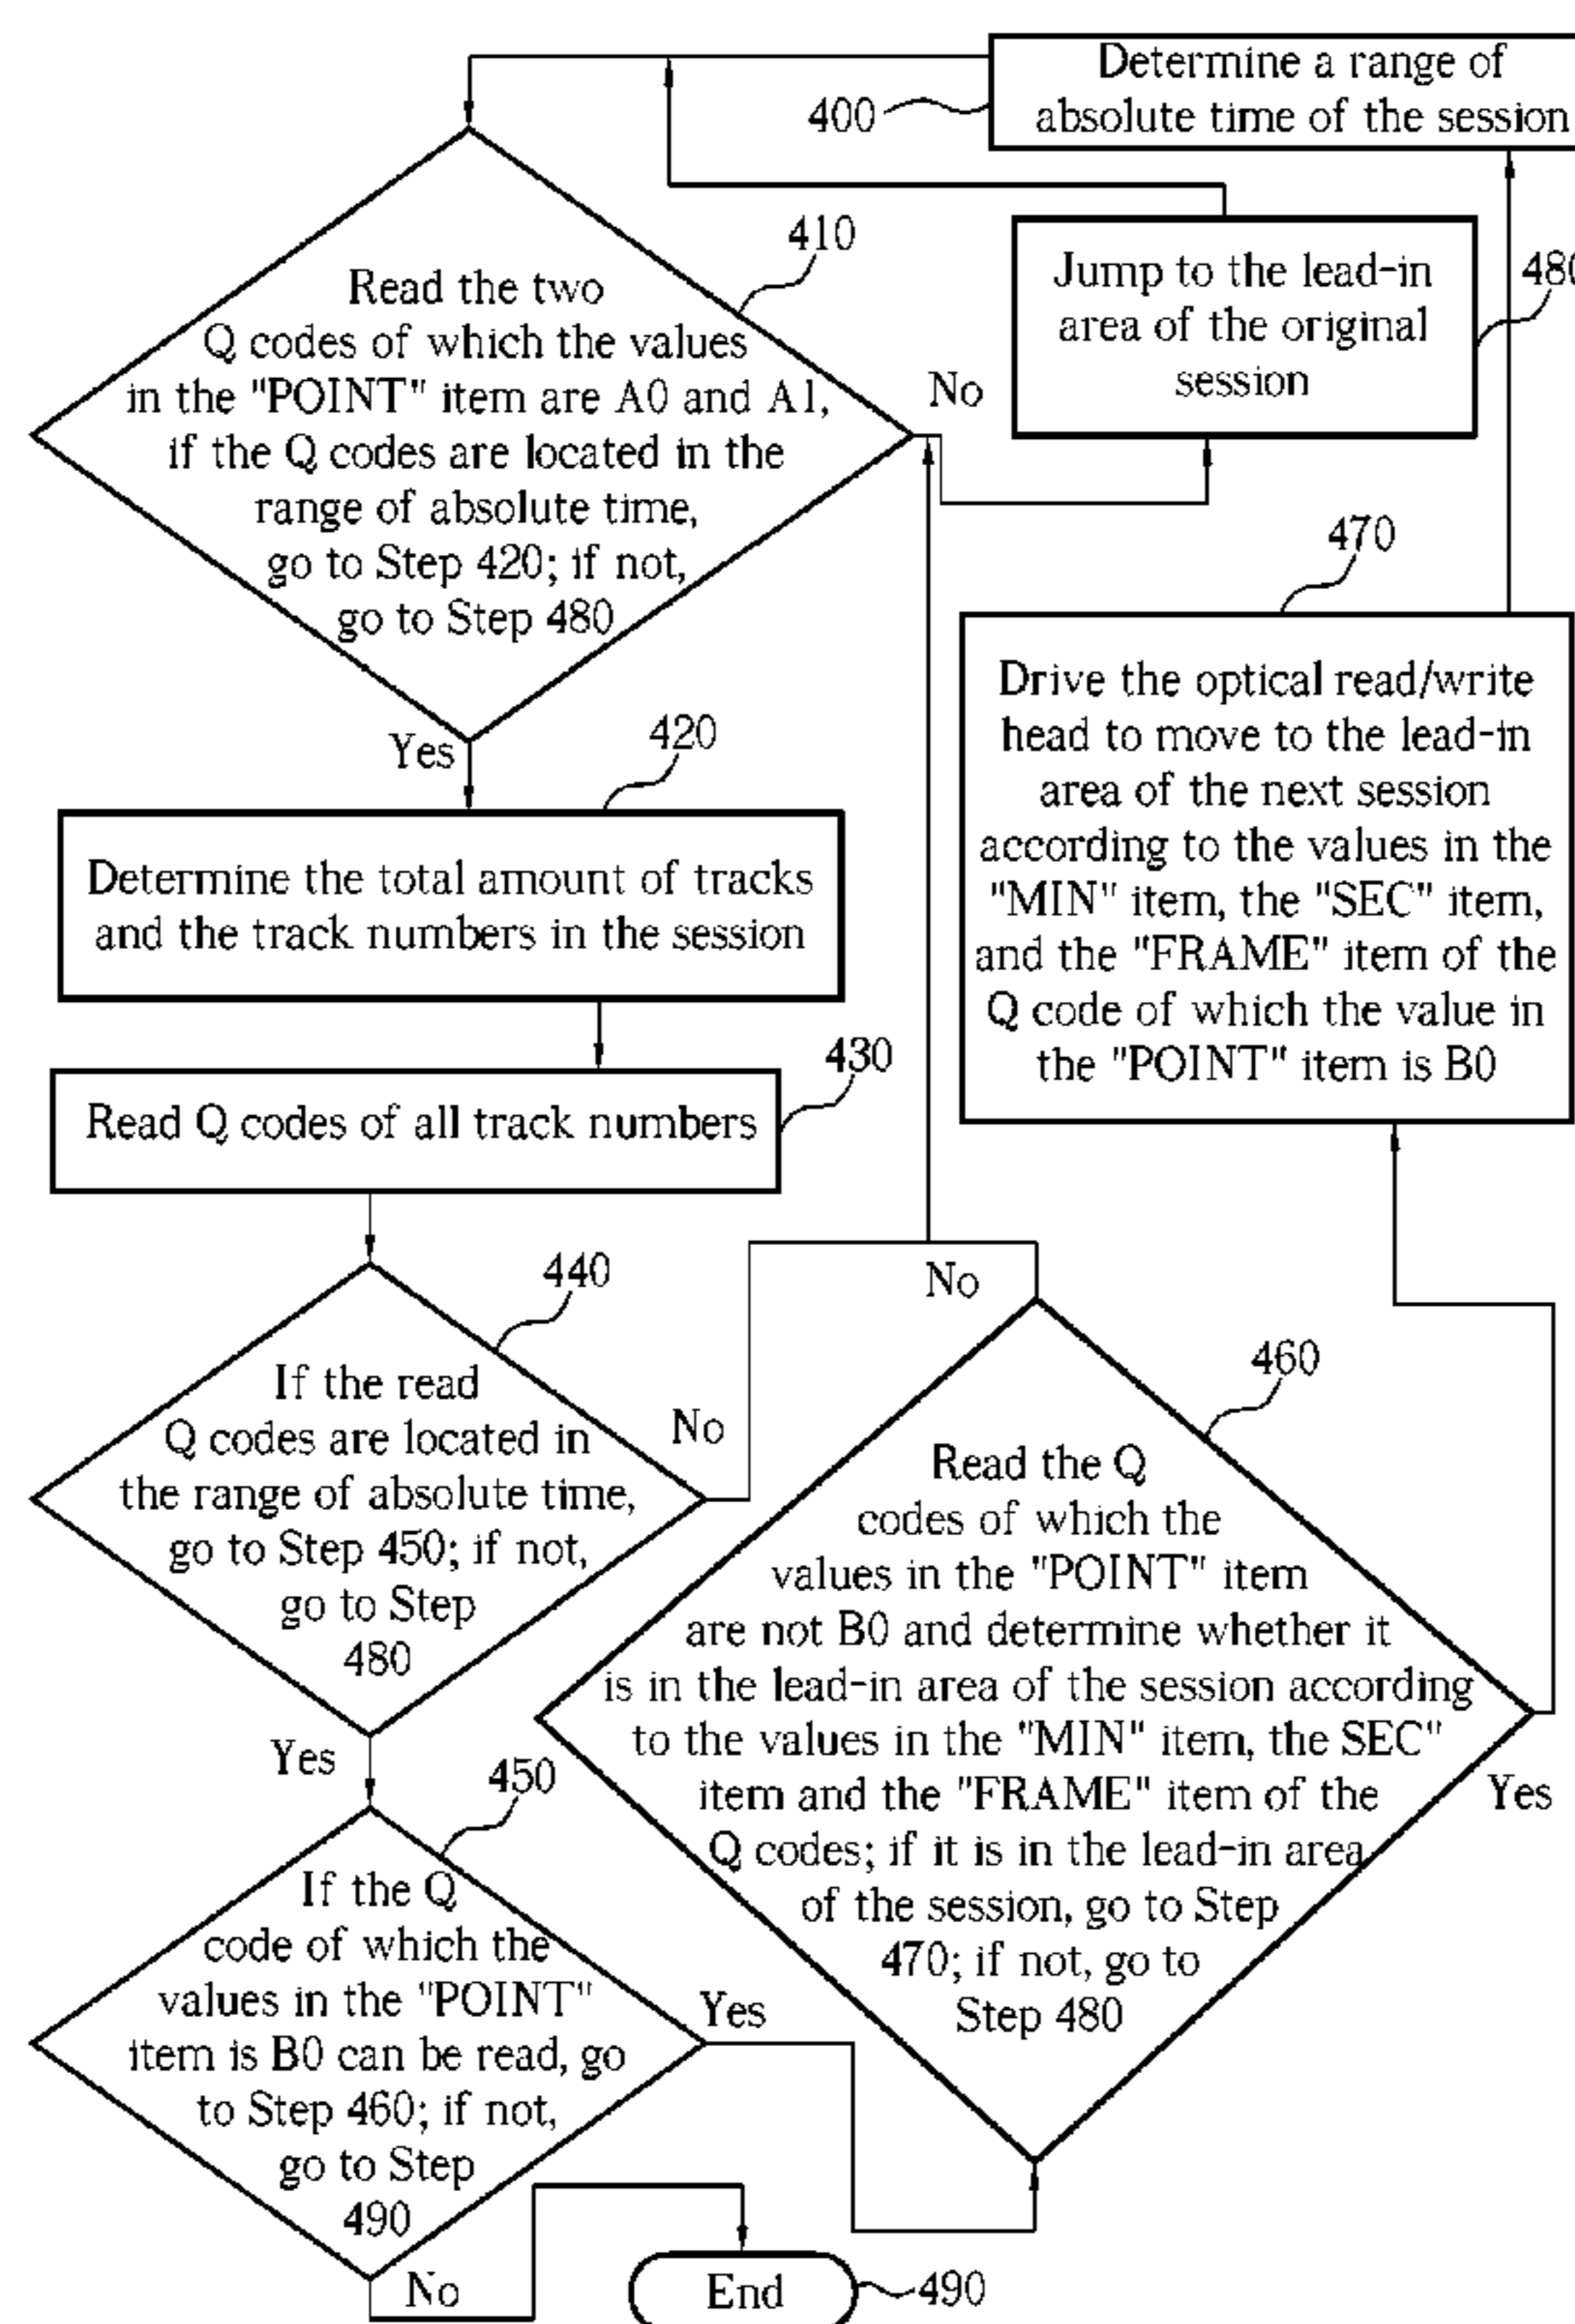 Determine a range of
absolute time of the session
400
410
Read the two
Q codes of which the values
in the "POINT" item are A0 and A1,
if the Q codes are located in the
range of absolute time,
go to Step 420; if not,
go to Step 480
No
Jump to the lead-in
area of the original
session
480
Yes
420
Determine the total amount of tracks
and the track numbers in the session
430
Read Q codes of all track numbers
470
Drive the optical read/write
head to move to the lead-in
area of the next session
according to the values in the
"MIN" item, the "SEC" item,
and the "FRAME" item of the
Q code of which the value in
the "POINT" item is B0
440
If the read
Q codes are located in
the range of absolute time,
go to Step 450; if not,
go to Step
480
No
Yes
No
460
Read the Q
codes of which the
values in the "POINT" item
are not B0 and determine whether it
is in the lead-in area of the session according
to the values in the "MIN" item, the SEC"
item and the "FRAME" item of the
Q codes; if it is in the lead-in area
of the session, go to Step
470; if not, go to
Step 480
Yes
450
If the Q
code of which the
values in the "POINT"
item is B0 can be read, go
to Step 460; if not,
go to Step
490
Yes
No
End
490